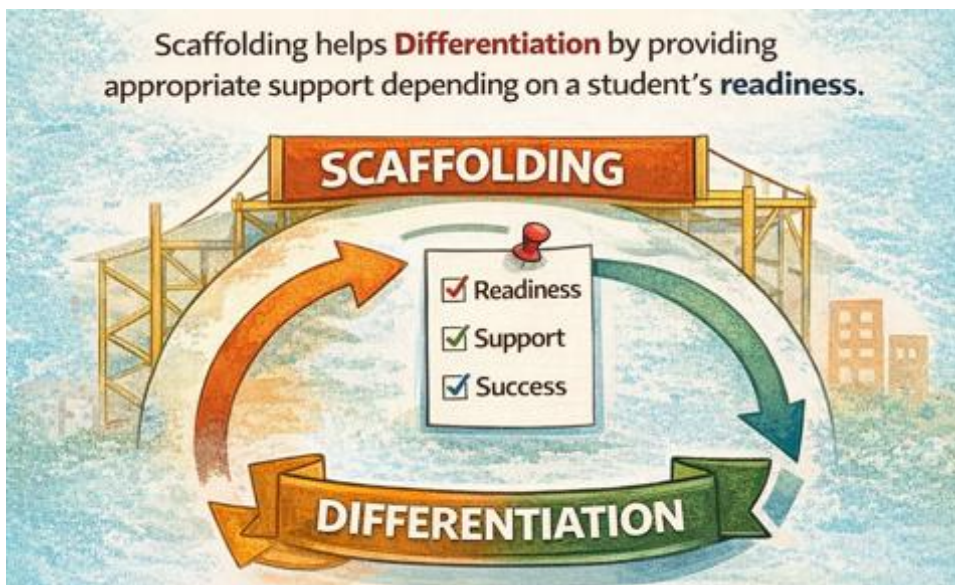 Scaffolding helps Differentiation by providing
appropriate support depending on a student's readiness.
SCAFFOLDING
Readiness
Support
Success
DIFFERENTIATION